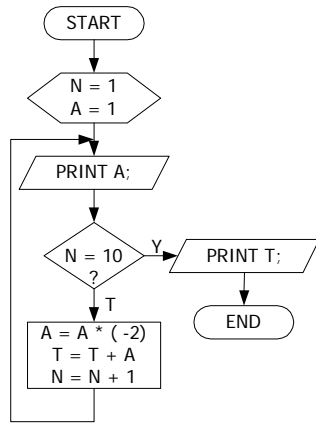 START
N = 1
A = 1
PRINT A;
N = 10
?
Y
PRINT T;
END
T
A = A * ( -2)
T = T + A
N = N + 1